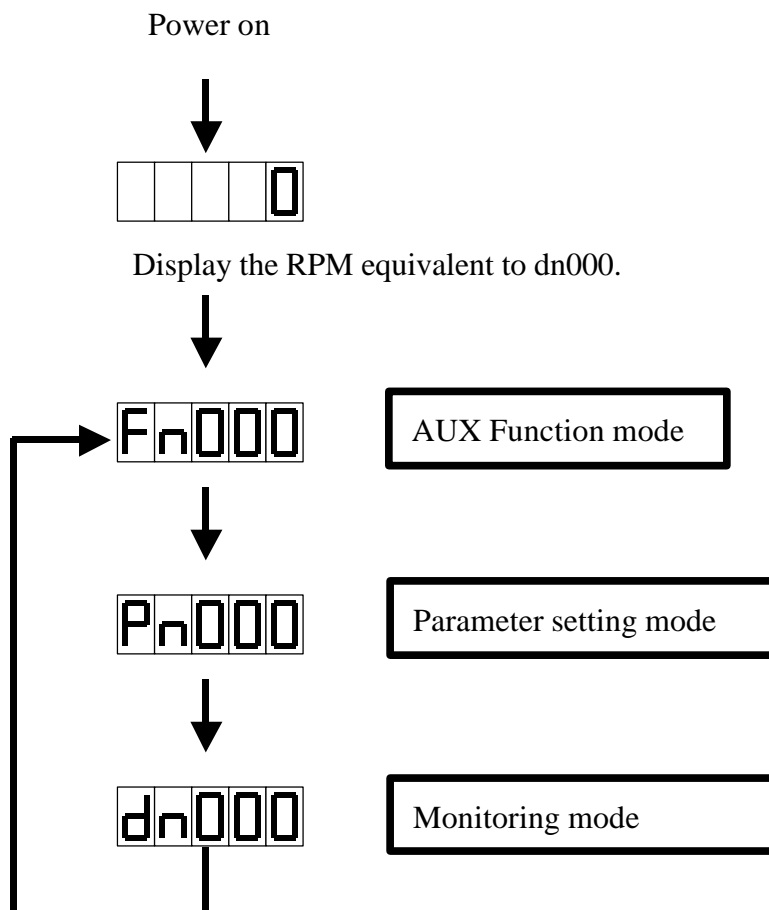 Power on
0
Display the RPM equivalent to dn000.
Fn000
AUX Function mode
Pn000
Parameter setting mode
dn000
Monitoring mode